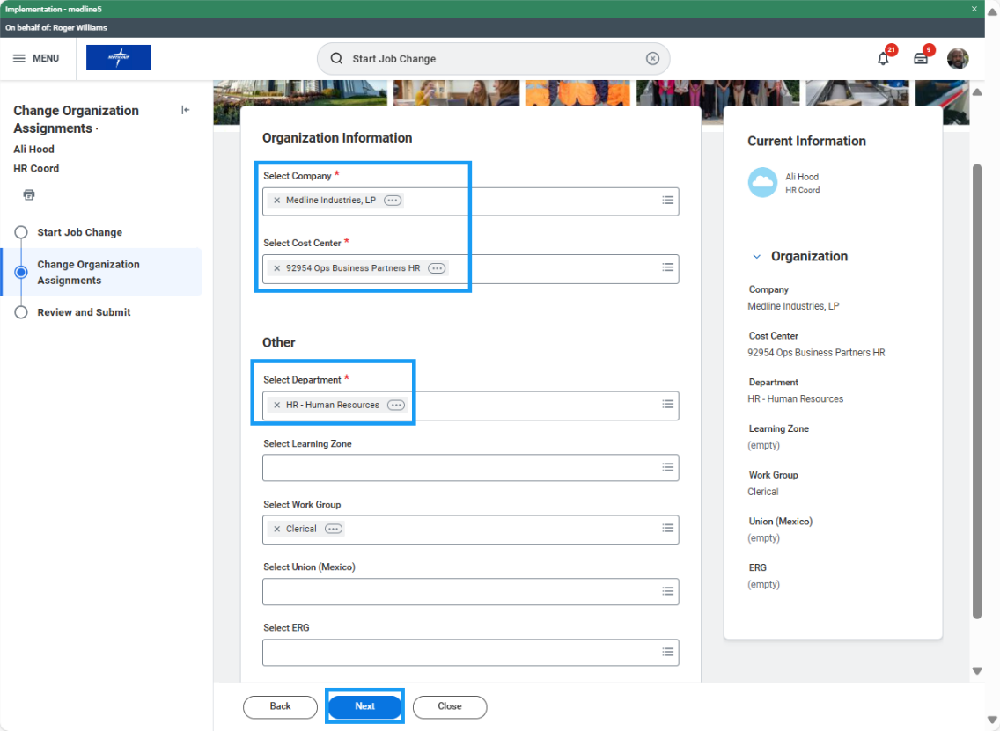 Implementation - medline5
On behalf of: Roger Williams
MENU
Start Job Change
21
9
Change Organization
Assignments ·
Ali Hood
HR Coord
Start Job Change
Change Organization
Assignments
Review and Submit
Organization Information
Select Company *
Medline Industries, LP
Select Cost Center *
92954 Ops Business Partners HR
Other
Select Department *
HR - Human Resources
Select Learning Zone
Select Work Group
Clerical
Select Union (Mexico)
Select ERG
Back
Next
Close
Current Information
Ali Hood
HR Coord
Organization
Company
Medline Industries, LP
Cost Center
92954 Ops Business Partners HR
Department
HR - Human Resources
Learning Zone
(empty)
Work Group
Clerical
Union (Mexico)
(empty)
ERG
(empty)